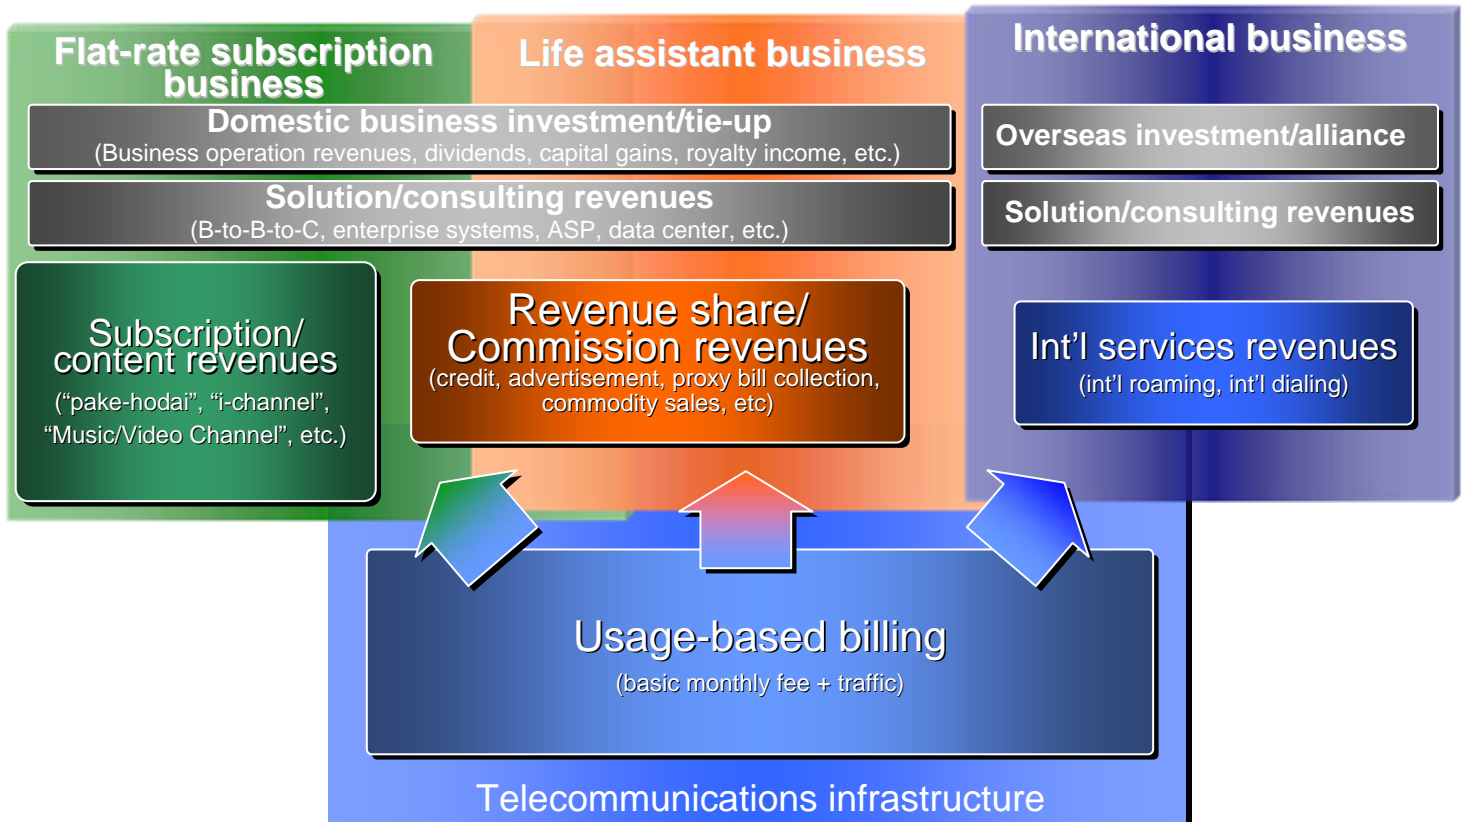 Flat-rate subscription
business
Life assistant business
International business
Domestic business investment/tie-up
(Business operation revenues, dividends, capital gains, royalty income, etc.)
Overseas investment/alliance
Solution/consulting revenues
(B-to-B-to-C, enterprise systems, ASP, data center, etc.)
Solution/consulting revenues
Subscription/
content revenues
(“pake-hodai”, “i-channel”,
“Music/Video Channel”, etc.)
Revenue share/
Commission revenues
(credit, advertisement, proxy bill collection,
commodity sales, etc)
Int’l services revenues
(int’l roaming, int’l dialing)
Usage-based billing
(basic monthly fee + traffic)
Telecommunications infrastructure